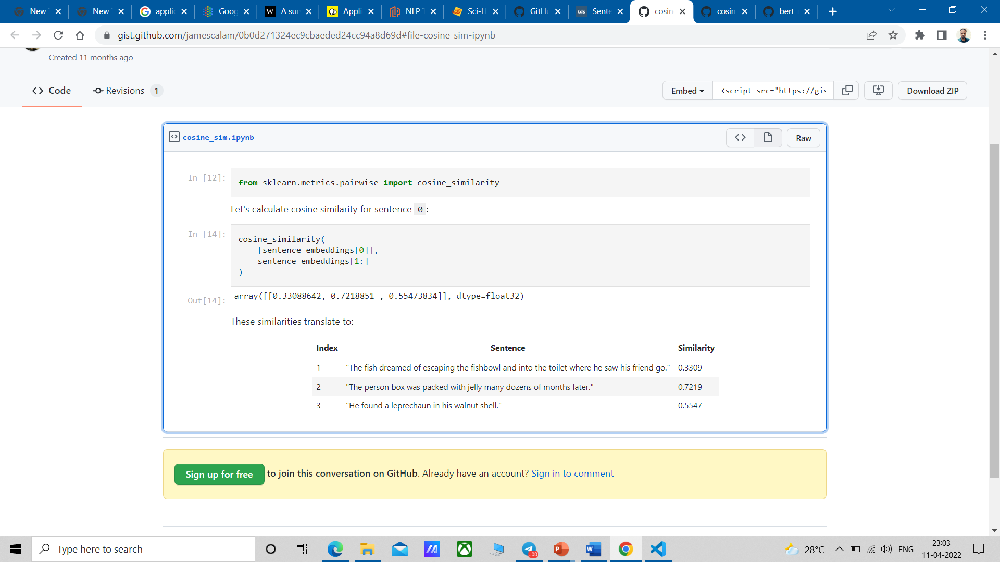 New
New
applic
Goog
A sur
Appli
NLP
Sci-H
GitHu
tds Sente
cosin
cosin
bert_
gist.github.com/jamescalam/0b0d271324ec9cbaeded24cc94a8d69d#file-cosine_sim-ipynb
Created 11 months ago
Code
Revisions 1
Embed
<script src="https://gis
Download ZIP
cosine_sim.ipynb
Raw
In [12]:
from sklearn.metrics.pairwise import cosine_similarity
Let's calculate cosine similarity for sentence 0:
In [14]:
cosine_similarity(
[sentence_embeddings[0]],
sentence_embeddings[1:]
)
Out[14]:
array([[0.33088642, 0.7218851 , 0.55473834]], dtype=float32)
These similarities translate to:
Index Sentence Similarity
1 "The fish dreamed of escaping the fishbowl and into the toilet where he saw his friend go." 0.3309
2 "The person box was packed with jelly many dozens of months later." 0.7219
3 "He found a leprechaun in his walnut shell." 0.5547
Sign up for free to join this conversation on GitHub. Already have an account? Sign in to comment
Type here to search
28°C
ENG
23:03
11-04-2022